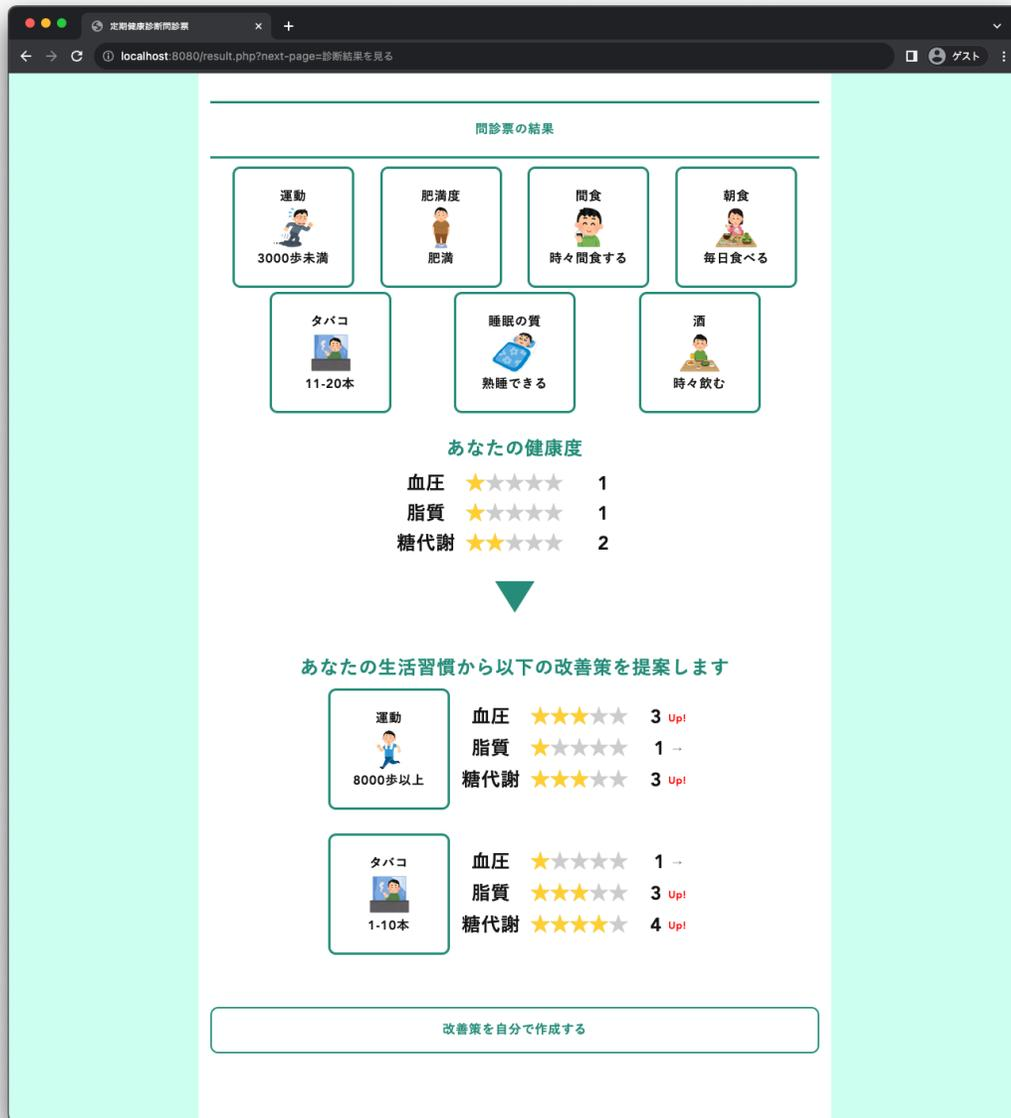 定期健康診断問診票
localhost:8080/result.php?next-page=診断結果を見る
ゲスト
問診票の結果
運動
3000歩未満
肥満度
肥満
間食
時々間食する
朝食
毎日食べる
タバコ
11-20本
睡眠の質
熟睡できる
酒
時々飲む
あなたの健康度
血圧 ★★★★★ 1
脂質 ★★★★★ 1
糖代謝 ★★★★★ 2
あなたの生活習慣から以下の改善策を提案します
運動
8000歩以上
血圧 ★★★★★ 3 Up!
脂質 ★★★★★ 1 →
糖代謝 ★★★★★ 3 Up!
タバコ
1-10本
血圧 ★★★★★ 1 →
脂質 ★★★★★ 3 Up!
糖代謝 ★★★★★ 4 Up!
改善策を自分で作成する